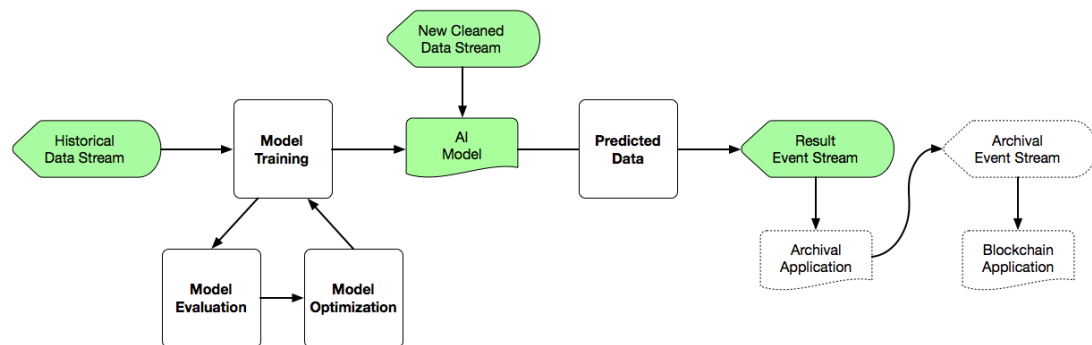 New Cleaned
Data Stream
Historical
Data Stream
Model
Training
AI
Model
Predicted
Data
Result
Event Stream
Archival
Event Stream
Archival
Application
Blockchain
Application
Model
Evaluation
Model
Optimization